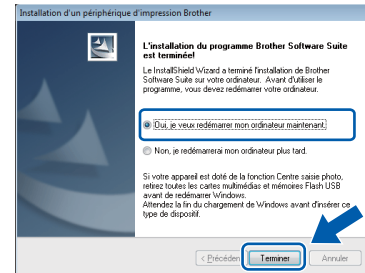 Installation d'un périphérique d'impression Brother
L'installation du programme Brother Software Suite
est terminée!
Le InstallShield Wizard a terminé l'installation de Brother
Software Suite sur votre ordinateur. Avant d'utiliser le
programme, vous devez redémarrer votre ordinateur.
Oui, je veux redémarrer mon ordinateur maintenant.
Non, je redémarrerai mon ordinateur plus tard.
Si votre appareil est doté de la fonction Centre saisie photo,
retirez toutes les cartes multimédias et mémoires Flash USB
avant de redémarrer Windows.
Attendez la fin du chargement de Windows avant d'insérer ce
type de dispositif.
< Précéden Terminer Annuler